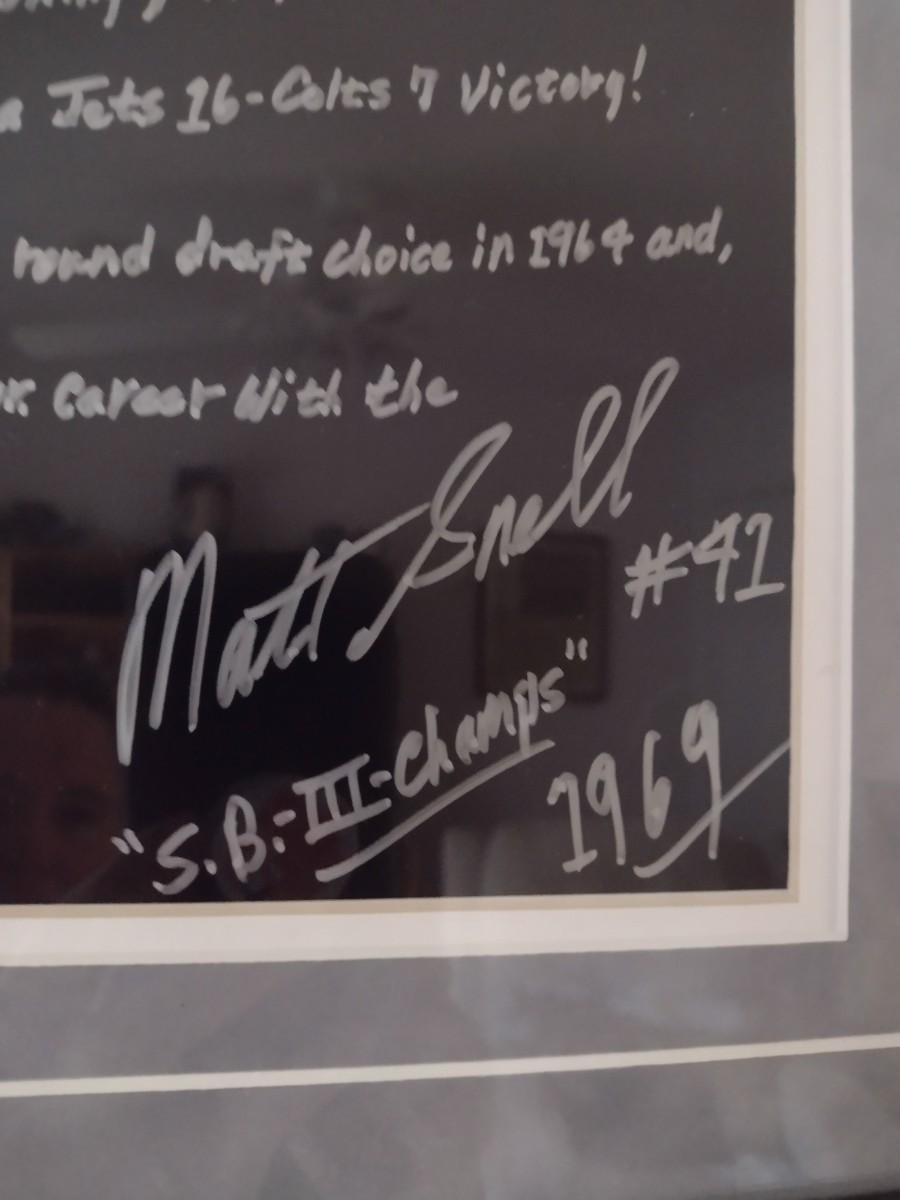 Jets 16-Colts 7 Victory!
round draft choice in 1964 and,
Career With the
Matt Snell #41
"S.B.-III-Champs" 1969